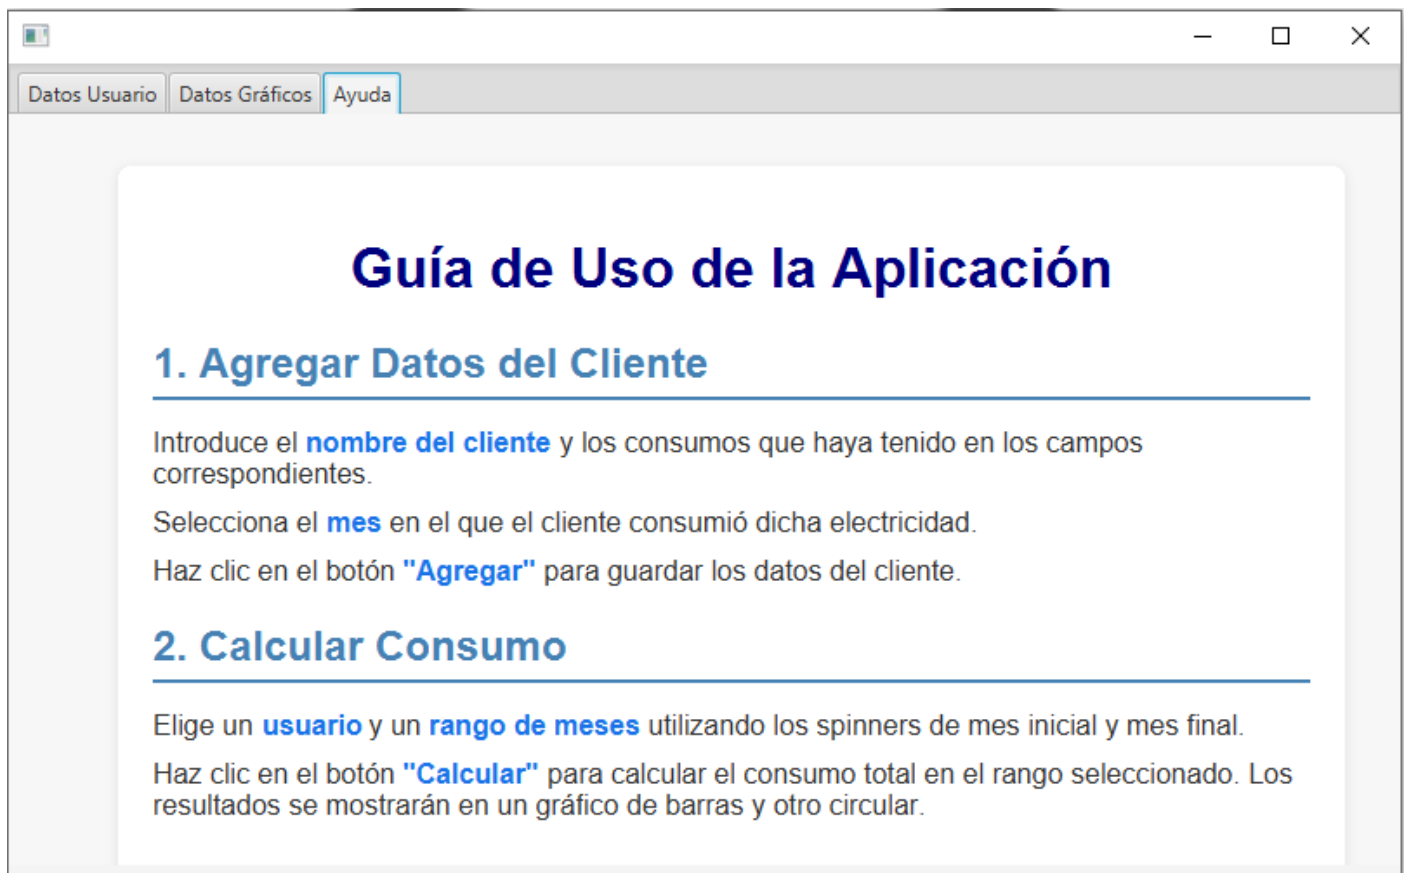 Datos Usuario Datos Gráficos Ayuda
Guía de Uso de la Aplicación
1. Agregar Datos del Cliente
Introduce el nombre del cliente y los consumos que haya tenido en los campos
correspondientes.
Selecciona el mes en el que el cliente consumió dicha electricidad.
Haz clic en el botón "Agregar" para guardar los datos del cliente.
2. Calcular Consumo
Elige un usuario y un rango de meses utilizando los spinners de mes inicial y mes final.
Haz clic en el botón "Calcular" para calcular el consumo total en el rango seleccionado. Los
resultados se mostrarán en un gráfico de barras y otro circular.